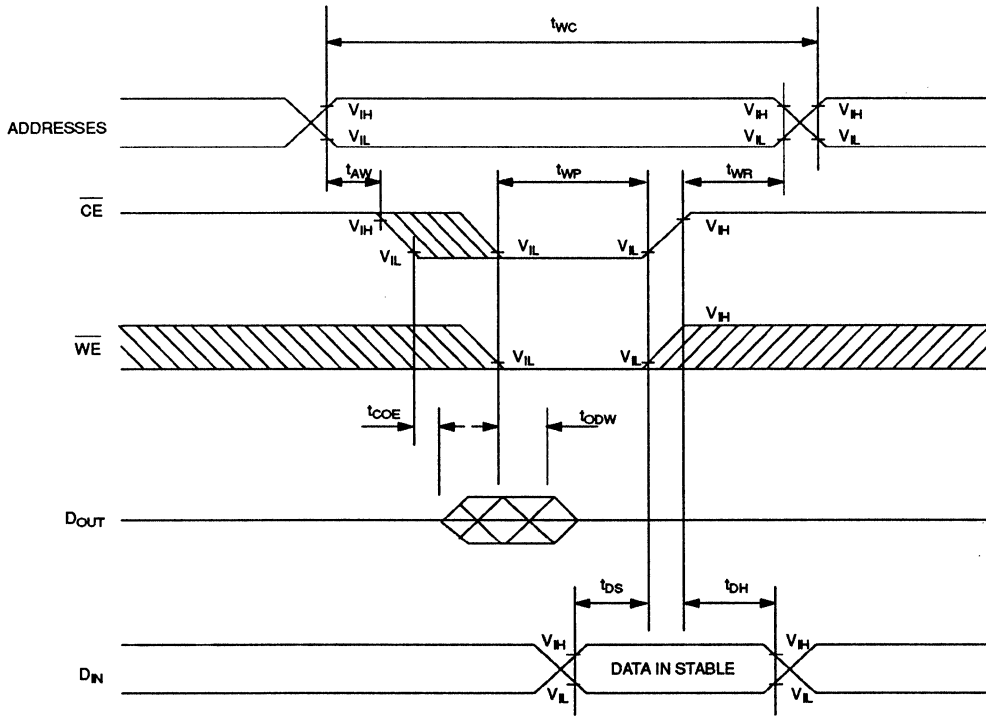 tWC
ADDRESSES
VIH
VIL
VIH
VIL
VIH
VIL
tAW
tWP
tWR
CE
VIH
VIL
VIL
VIL
VIH
WE
VIL
VIL
VIH
tCOE
tODW
DOUT
tDS
tDH
DIN
VIH
VIL
DATA IN STABLE
VIH
VIL